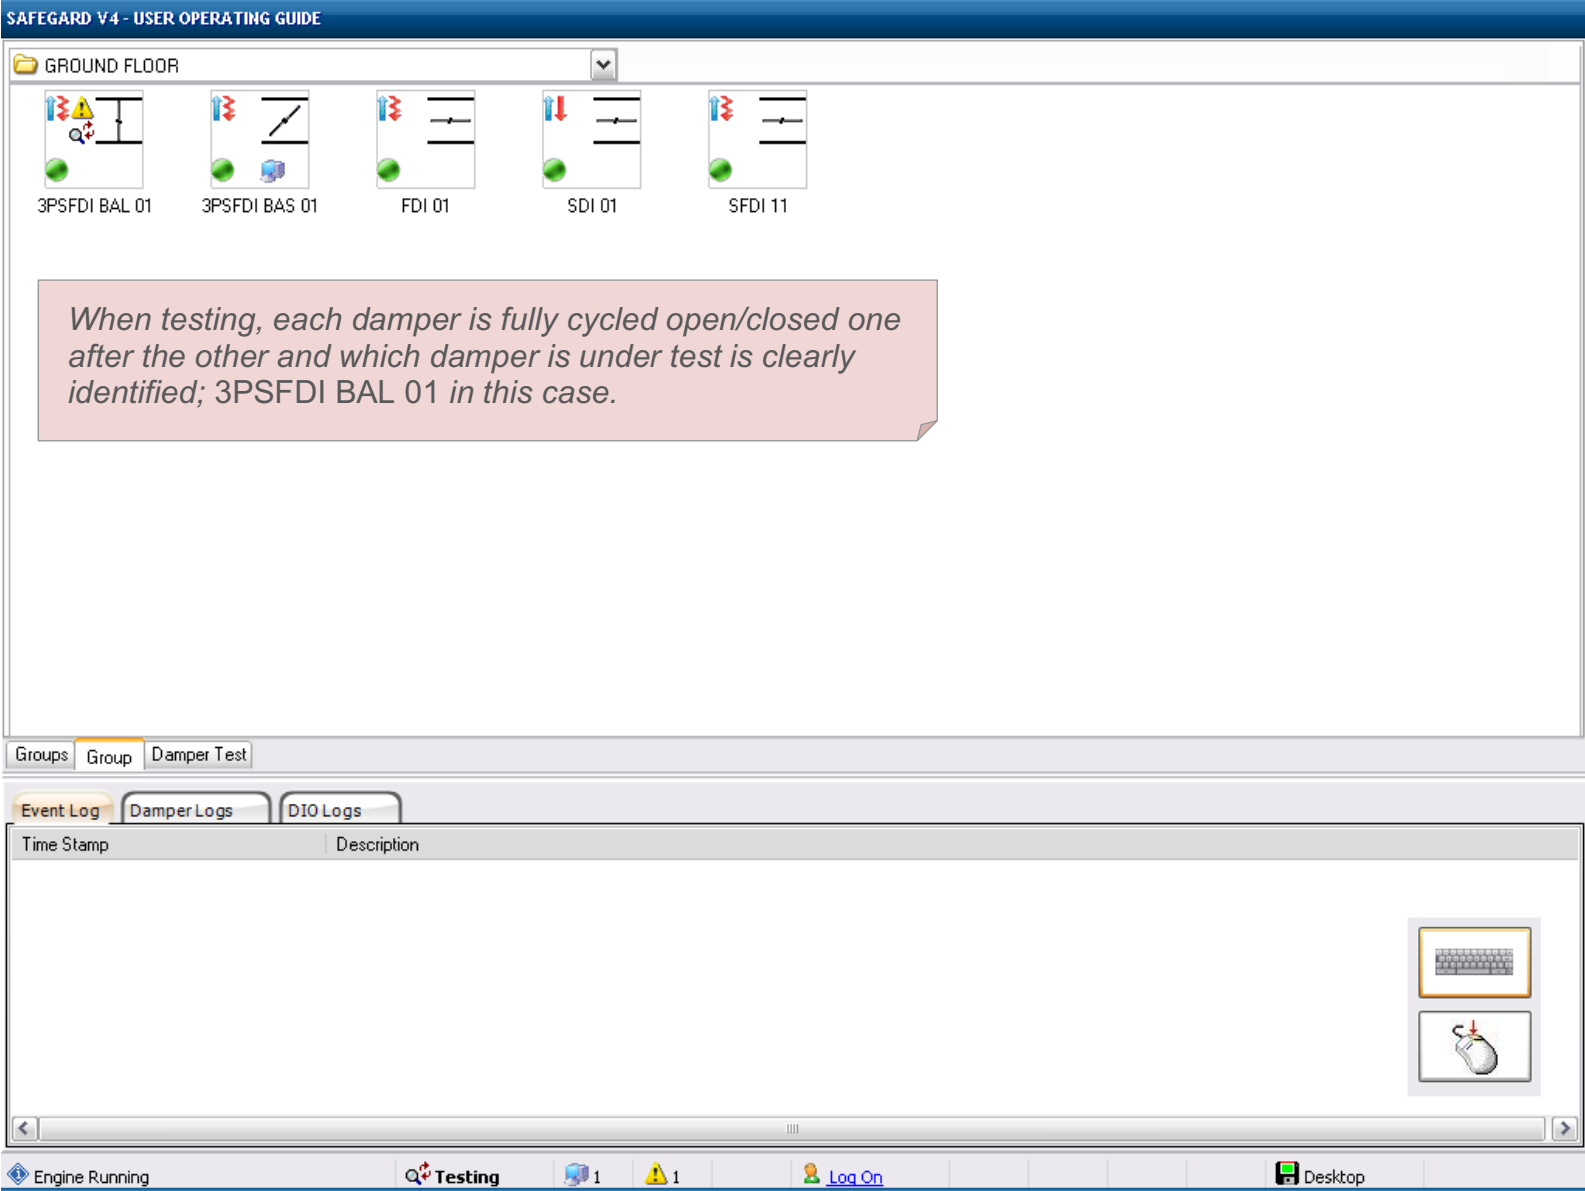 SAFEGARD V4 - USER OPERATING GUIDE
GROUND FLOOR
3PSFDI BAL 01
3PSFDI BAS 01
FDI 01
SDI 01
SFDI 11
When testing, each damper is fully cycled open/closed one
after the other and which damper is under test is clearly
identified; 3PSFDI BAL 01 in this case.
Groups
Group
Damper Test
Event Log
Damper Logs
DIO Logs
Time Stamp
Description
Engine Running
Testing
1
1
Log On
Desktop